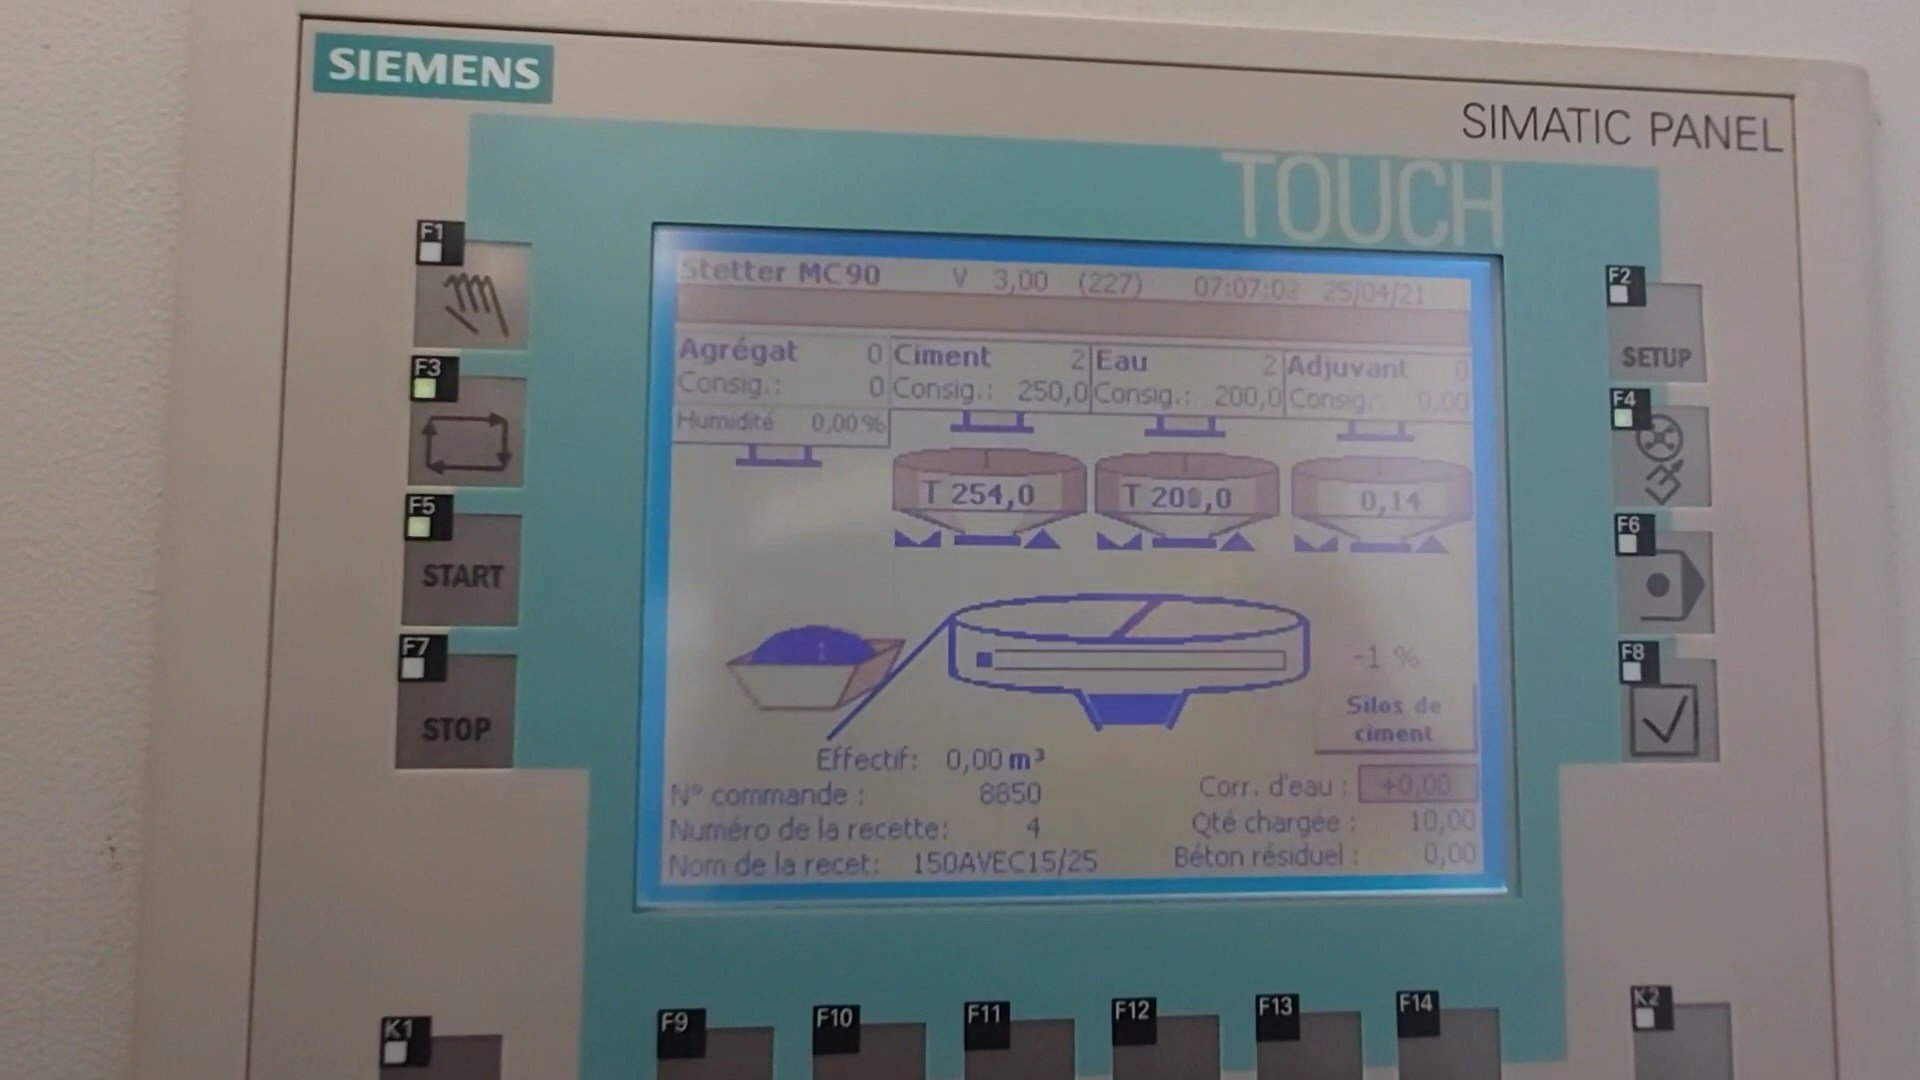 SIEMENS
SIMATIC PANEL
TOUCH
F1
F2
SETUP
F3
F4
F5
START
F6
F7
STOP
F8
Stetter MC90 V 3,00 (227) 07:07:03 25/04/21
Agrégat 0 Ciment 2 Eau 2 Adjuvant 0
Consig.: 0 Consig.: 250,0 Consig.: 200,0 Consig. 0,00
Humidité 0,00%
T 254,0 T 200,0 0,14
1
-1 %
Silos de
ciment
Effectif: 0,00 m³
N° commande : 8850 Corr. d'eau : +0,00
Numéro de la recette: 4 Qté chargée : 10,00
Nom de la recet: 150AVEC15/25 Béton résiduel : 0,00
K1
F9
F10
F11
F12
F13
F14
K2